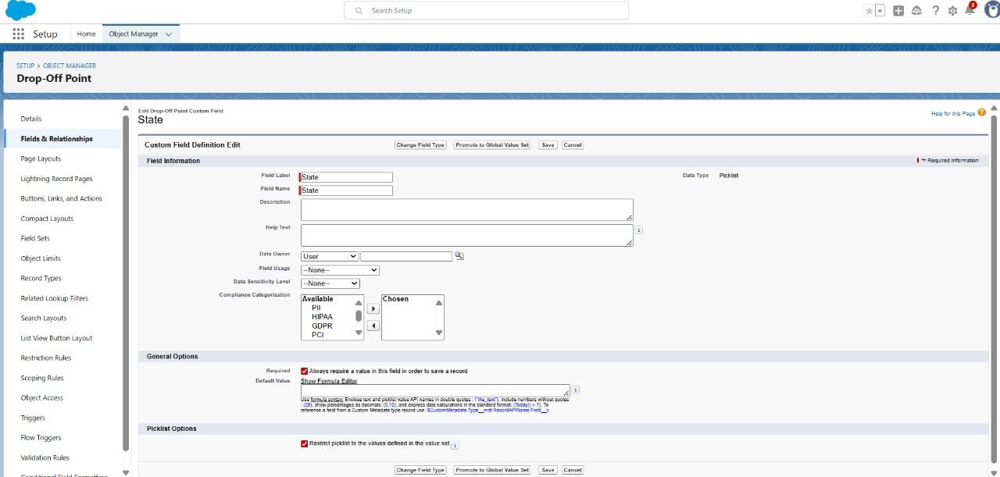 Search Setup
2
Setup
Home
Object Manager
SETUP > OBJECT MANAGER
Drop-Off Point
Details
Fields & Relationships
Page Layouts
Lightning Record Pages
Buttons, Links, and Actions
Compact Layouts
Field Sets
Object Limits
Record Types
Related Lookup Filters
Search Layouts
List View Button Layout
Restriction Rules
Scoping Rules
Object Access
Triggers
Flow Triggers
Validation Rules
Conditional Field Formatting
Edit Drop-Off Point Custom Field
State
Help for this Page
Custom Field Definition Edit
Change Field Type
Promote to Global Value Set
Save
Cancel
Field Information
= Required Information
Field Label
State
Data Type
Picklist
Field Name
State
Description
Help Text
Data Owner
User
Field Usage
--None--
Data Sensitivity Level
--None--
Compliance Categorization
Available
PII
HIPAA
GDPR
PCI
Chosen
General Options
Required
Always require a value in this field in order to save a record
Default Value
Show Formula Editor
Use formula syntax: Enclose text and picklist value API names in double quotes : ("the_text"), include numbers without quotes
: (25), show percentages as decimals: (0.10), and express date calculations in the standard format: (Today() + 7). To
reference a field from a Custom Metadata type record use: $CustomMetadata.Type__mdt.RecordAPIName.Field__c
Picklist Options
Restrict picklist to the values defined in the value set
Change Field Type
Promote to Global Value Set
Save
Cancel